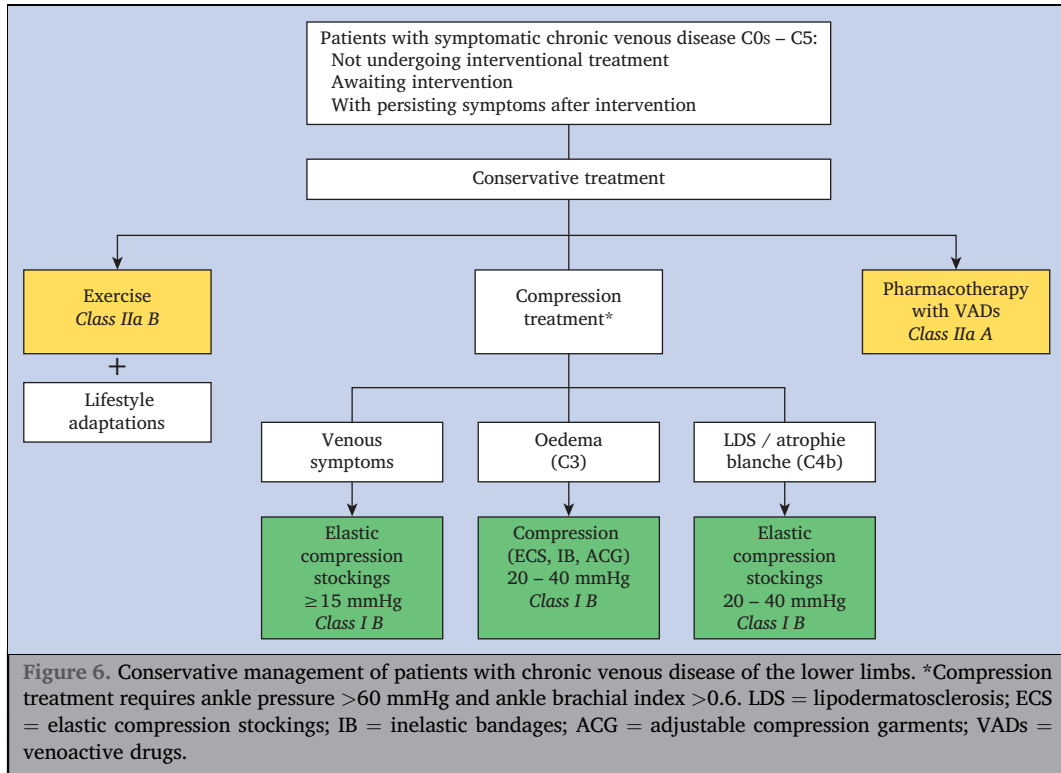 Patients with symptomatic chronic venous disease C0s – C5:
Not undergoing interventional treatment
Awaiting intervention
With persisting symptoms after intervention
Conservative treatment
Exercise
Class IIa B
+
Lifestyle
adaptations
Compression
treatment*
Pharmacotherapy
with VADs
Class IIa A
Venous
symptoms
Oedema
(C3)
LDS / atrophie
blanche (C4b)
Elastic
compression
stockings
≥15 mmHg
Class I B
Compression
(ECS, IB, ACG)
20 – 40 mmHg
Class I B
Elastic
compression
stockings
20 – 40 mmHg
Class I B
Figure 6. Conservative management of patients with chronic venous disease of the lower limbs. *Compression
treatment requires ankle pressure >60 mmHg and ankle brachial index >0.6. LDS = lipodermatosclerosis; ECS
= elastic compression stockings; IB = inelastic bandages; ACG = adjustable compression garments; VADs =
venoactive drugs.